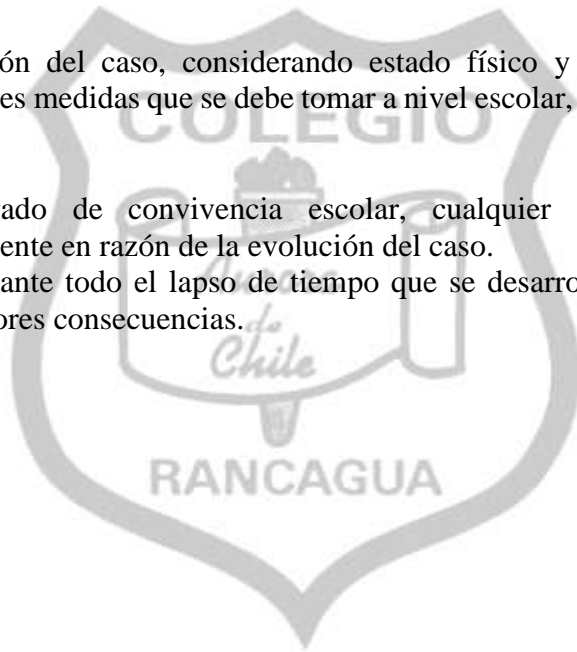 ón del caso, considerando estado físico y
es medidas que se debe tomar a nivel escolar,
COLEGIO
ado de convivencia escolar, cualquier
ente en razón de la evolución del caso.
ante todo el lapso de tiempo que se desarro
ores consecuencias.
Aurora
de
Chile
RANCAGUA